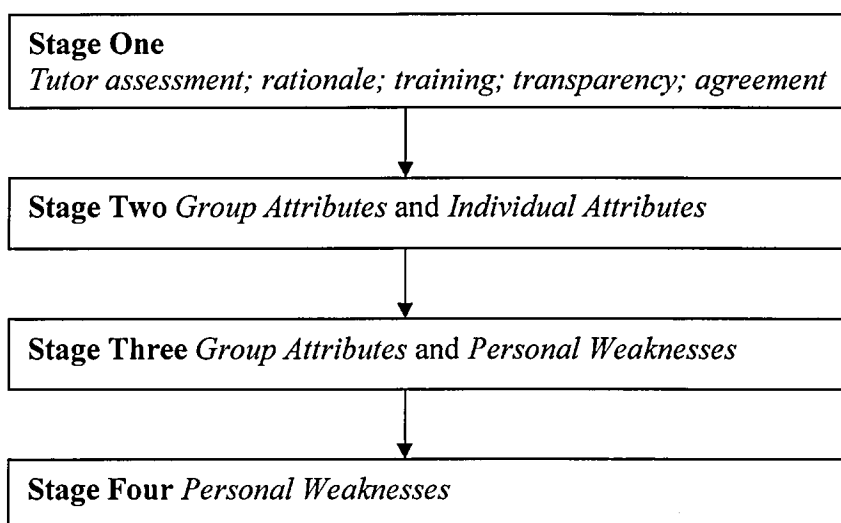 Stage One
Tutor assessment; rationale; training; transparency; agreement
Stage Two Group Attributes and Individual Attributes
Stage Three Group Attributes and Personal Weaknesses
Stage Four Personal Weaknesses